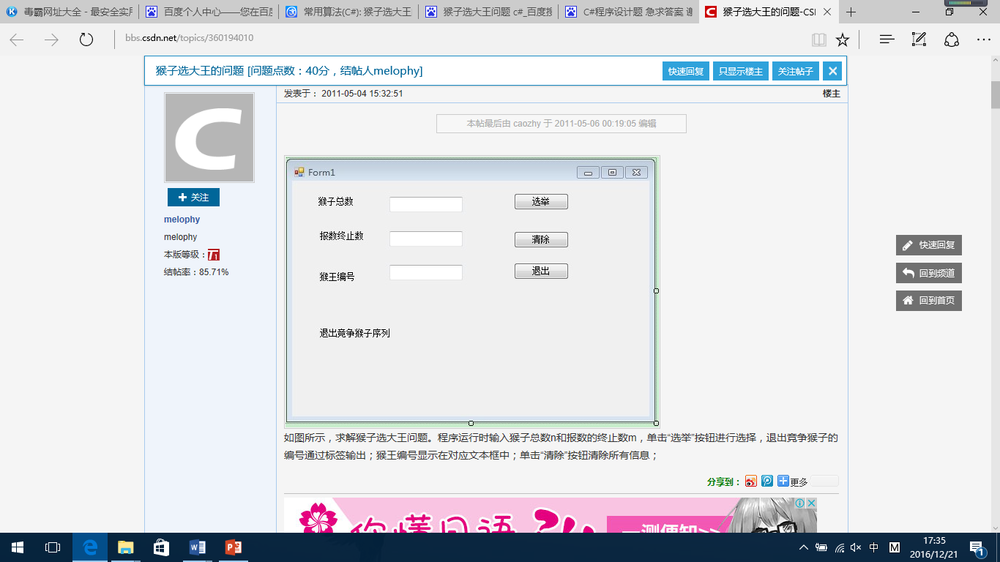 毒霸网址大全 - 最安全实用
百度个人中心——您在百度
常用算法(C#): 猴子选大王
猴子选大王问题 c#_百度搜
C#程序设计题 急求答案 谢
猴子选大王的问题-CSI
bbs.csdn.net/topics/360194010
猴子选大王的问题 [问题点数：40分，结帖人melophy]
快速回复
只显示楼主
关注帖子
发表于： 2011-05-04 15:32:51
楼主
本帖最后由 caozhy 于 2011-05-06 00:19:05 编辑
关注
melophy
melophy
本版等级：T1
结帖率：85.71%
Form1
猴子总数
选举
报数终止数
清除
猴王编号
退出
退出竟争猴子序列
快速回复
回到频道
回到首页
如图所示，求解猴子选大王问题。程序运行时输入猴子总数n和报数的终止数m，单击“选举”按钮进行选择，退出竟争猴子的
编号通过标签输出；猴王编号显示在对应文本框中；单击“清除”按钮清除所有信息；
分享到：
更多
你懂日语
一测便知>>
中
M
17:35
2016/12/21
1